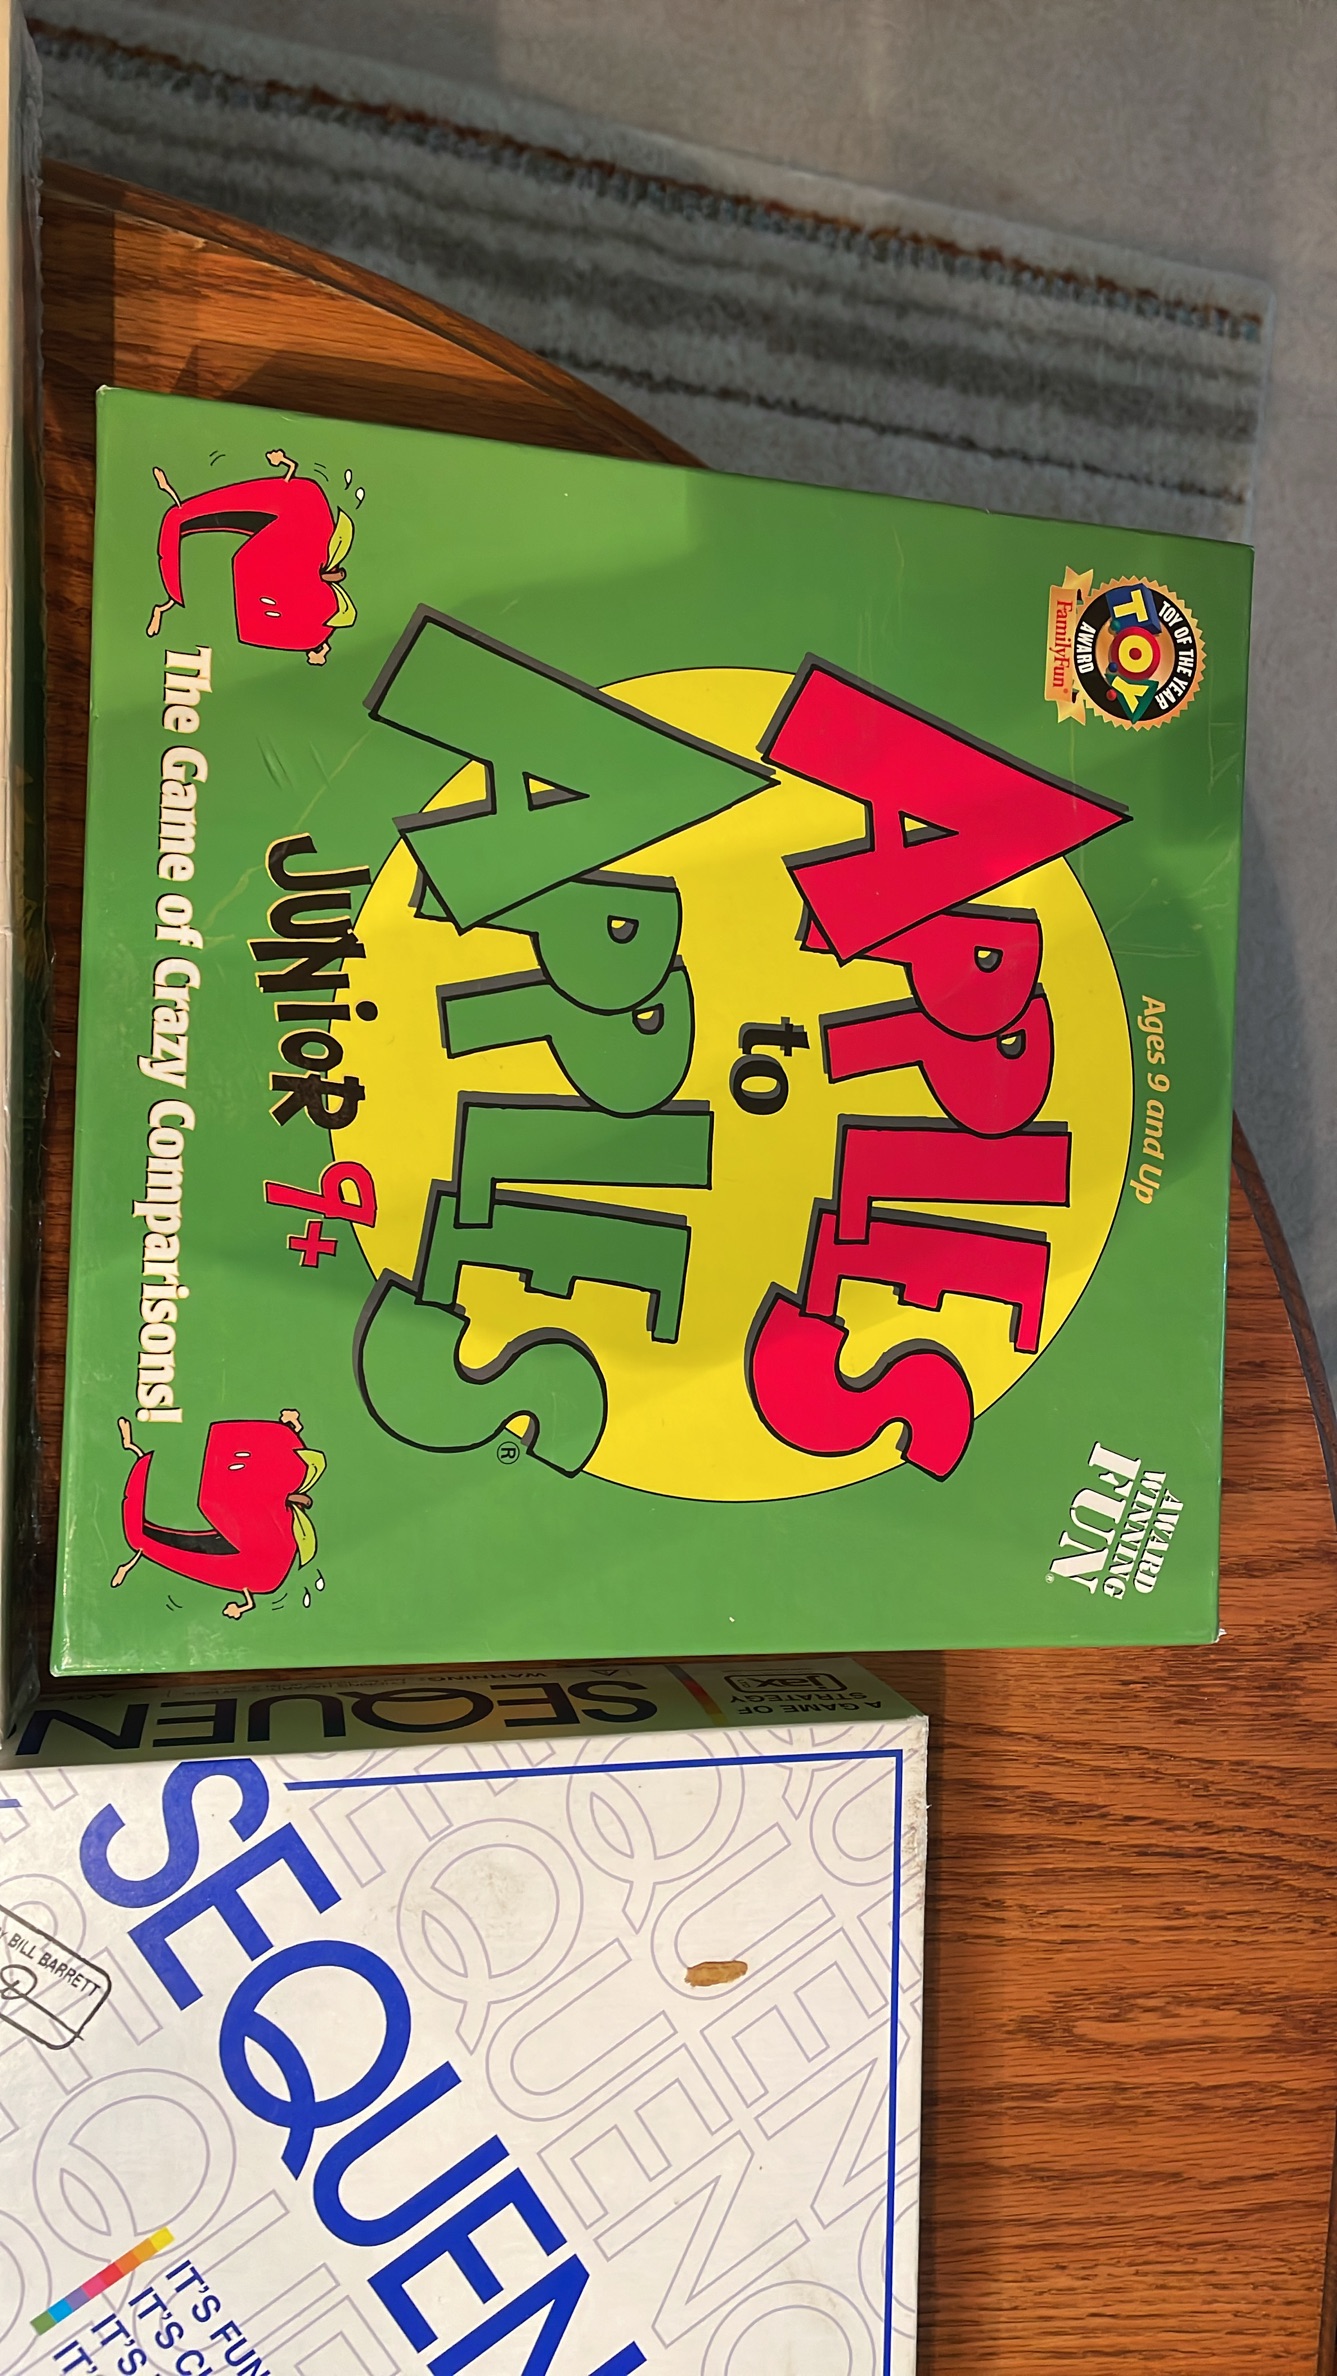 TOY OF THE YEAR
TOY
AWARD
FamilyFun®
Ages 9 and Up
AWARD
WINNING
FUN®
APPLES
to
APPLES®
JUNioR 9+
The Game of Crazy Comparisons!
A GAME OF
STRATEGY
jax
SEQUEN
WARNING:
SEQUEN
BILL BARRETT
IT'S FUN
IT'S
IT'S